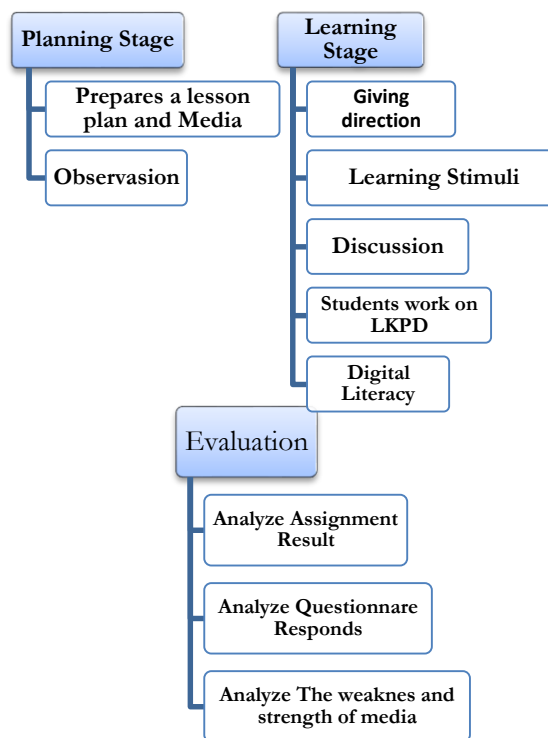 Planning Stage
Prepares a lesson
plan and Media
Observasion
Learning
Stage
Giving
direction
Learning Stimuli
Discussion
Students work on
LKPD
Digital
Literacy
Evaluation
Analyze Assignment
Result
Analyze Questionnare
Responds
Analyze The weaknes and
strength of media